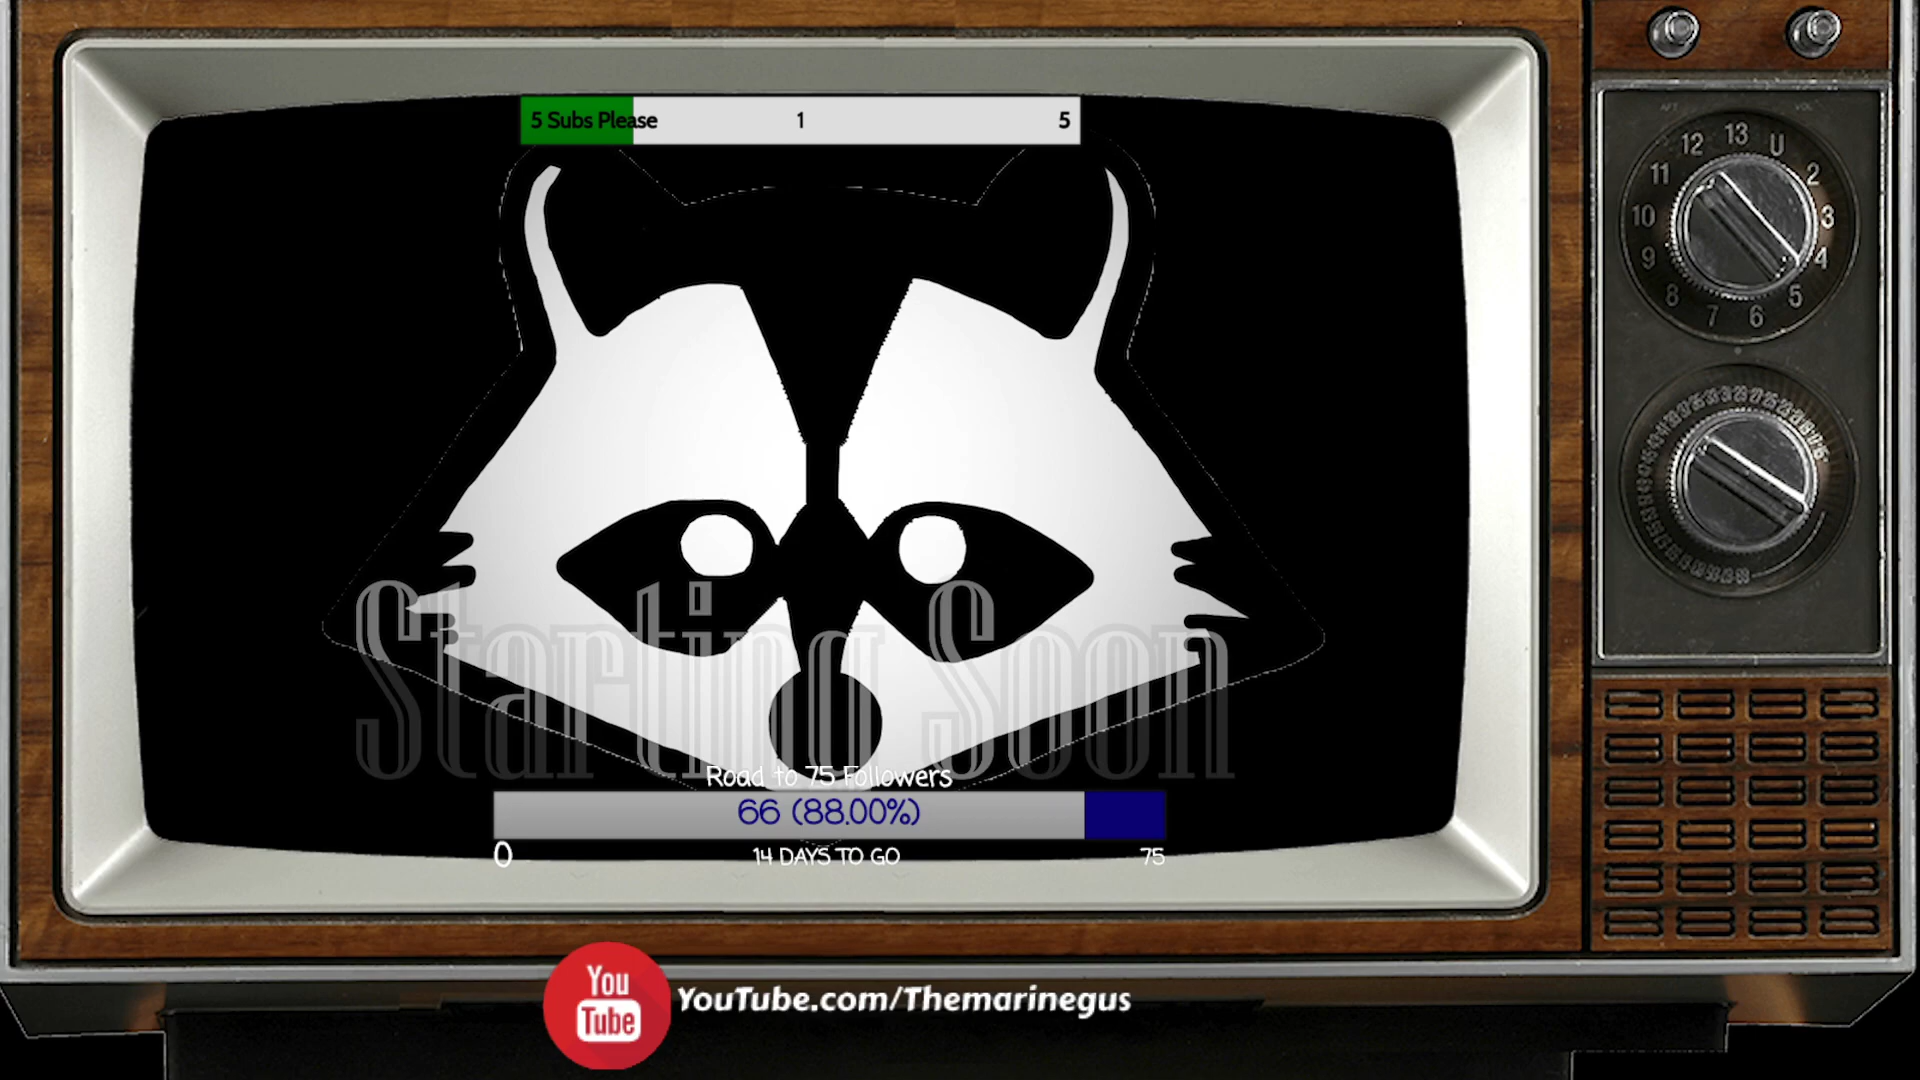 5 Subs Please 1 5
Starting Soon
Road to 75 Followers
66 (88.00%)
0 14 DAYS TO GO 75
You
Tube
YouTube.com/Themarinegus
12 13 U
11 2
10 3
9 4
8 5
7 6